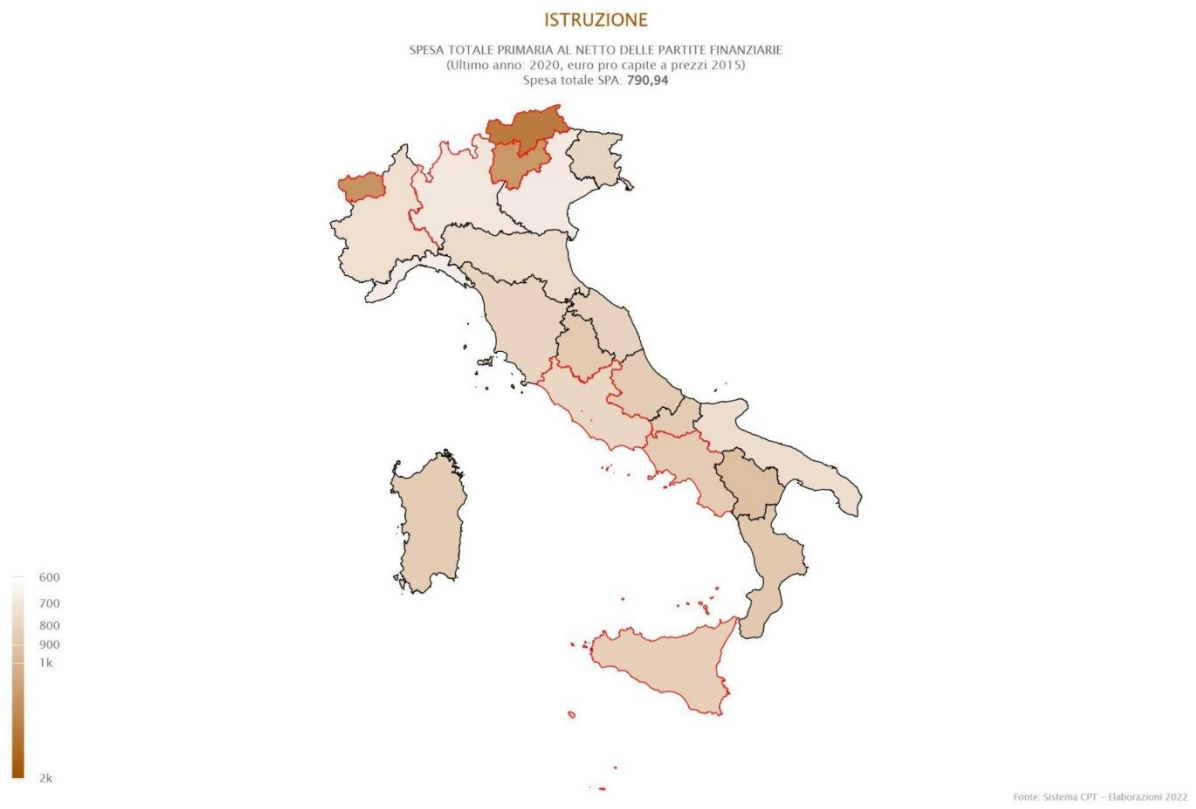 ISTRUZIONE
SPESA TOTALE PRIMARIA AL NETTO DELLE PARTITE FINANZIARIE
(Ultimo anno: 2020, euro pro capite a prezzi 2015)
Spesa totale SPA: 790,94
600
700
800
900
1k
2k
Fonte: Sistema CPT – Elaborazioni 2022